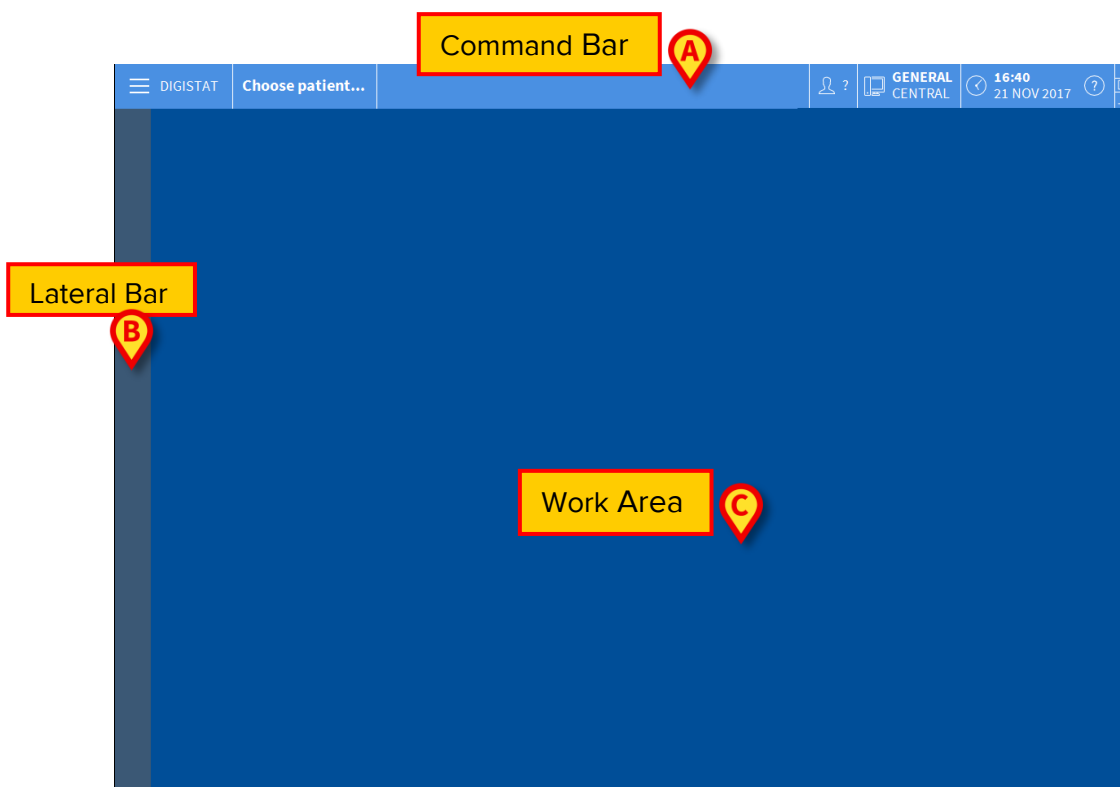 Command Bar
A
DIGISTAT
Choose patient...
?
GENERAL
CENTRAL
16:40
21 NOV 2017
?
Lateral Bar
B
Work Area
C